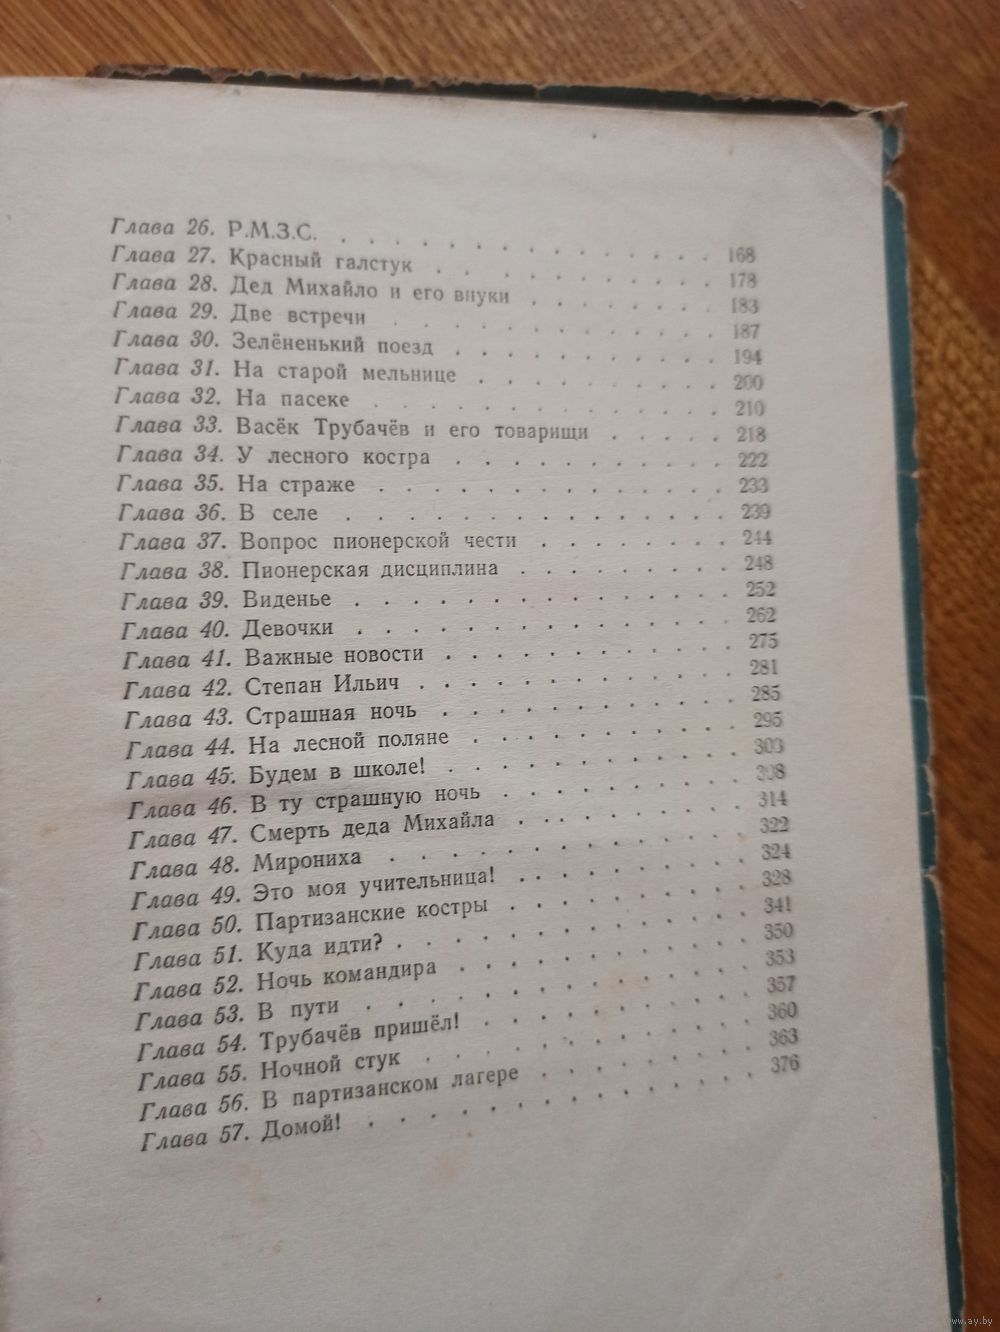 Глава 26. Р.М.З.С. . . . . . . . . . . . . . . 168
Глава 27. Красный галстук . . . . . . . . . . . 178
Глава 28. Дед Михайло и его внуки . . . . . . . 183
Глава 29. Две встречи . . . . . . . . . . . . . 187
Глава 30. Зелёненький поезд . . . . . . . . . . 194
Глава 31. На старой мельнице . . . . . . . . . 200
Глава 32. На пасеке . . . . . . . . . . . . . 210
Глава 33. Васёк Трубачёв и его товарищи . . . . . 218
Глава 34. У лесного костра . . . . . . . . . . 222
Глава 35. На страже . . . . . . . . . . . . . 233
Глава 36. В селе . . . . . . . . . . . . . . 239
Глава 37. Вопрос пионерской чести . . . . . . . 244
Глава 38. Пионерская дисциплина . . . . . . . . 248
Глава 39. Виденье . . . . . . . . . . . . . . 252
Глава 40. Девочки . . . . . . . . . . . . . . 262
Глава 41. Важные новости . . . . . . . . . . . 275
Глава 42. Степан Ильич . . . . . . . . . . . . 281
Глава 43. Страшная ночь . . . . . . . . . . . 285
Глава 44. На лесной поляне . . . . . . . . . . 295
Глава 45. Будем в школе! . . . . . . . . . . . 303
Глава 46. В ту страшную ночь . . . . . . . . . 308
Глава 47. Смерть деда Михайла . . . . . . . . . 314
Глава 48. Мирониха . . . . . . . . . . . . . 322
Глава 49. Это моя учительница! . . . . . . . . . 324
Глава 50. Партизанские костры . . . . . . . . . 328
Глава 51. Куда идти? . . . . . . . . . . . . . 341
Глава 52. Ночь командира . . . . . . . . . . . 350
Глава 53. В пути . . . . . . . . . . . . . . 353
Глава 54. Трубачёв пришёл! . . . . . . . . . . 357
Глава 55. Ночной стук . . . . . . . . . . . . 360
Глава 56. В партизанском лагере . . . . . . . . 363
Глава 57. Домой! . . . . . . . . . . . . . . 376
www.ay.by